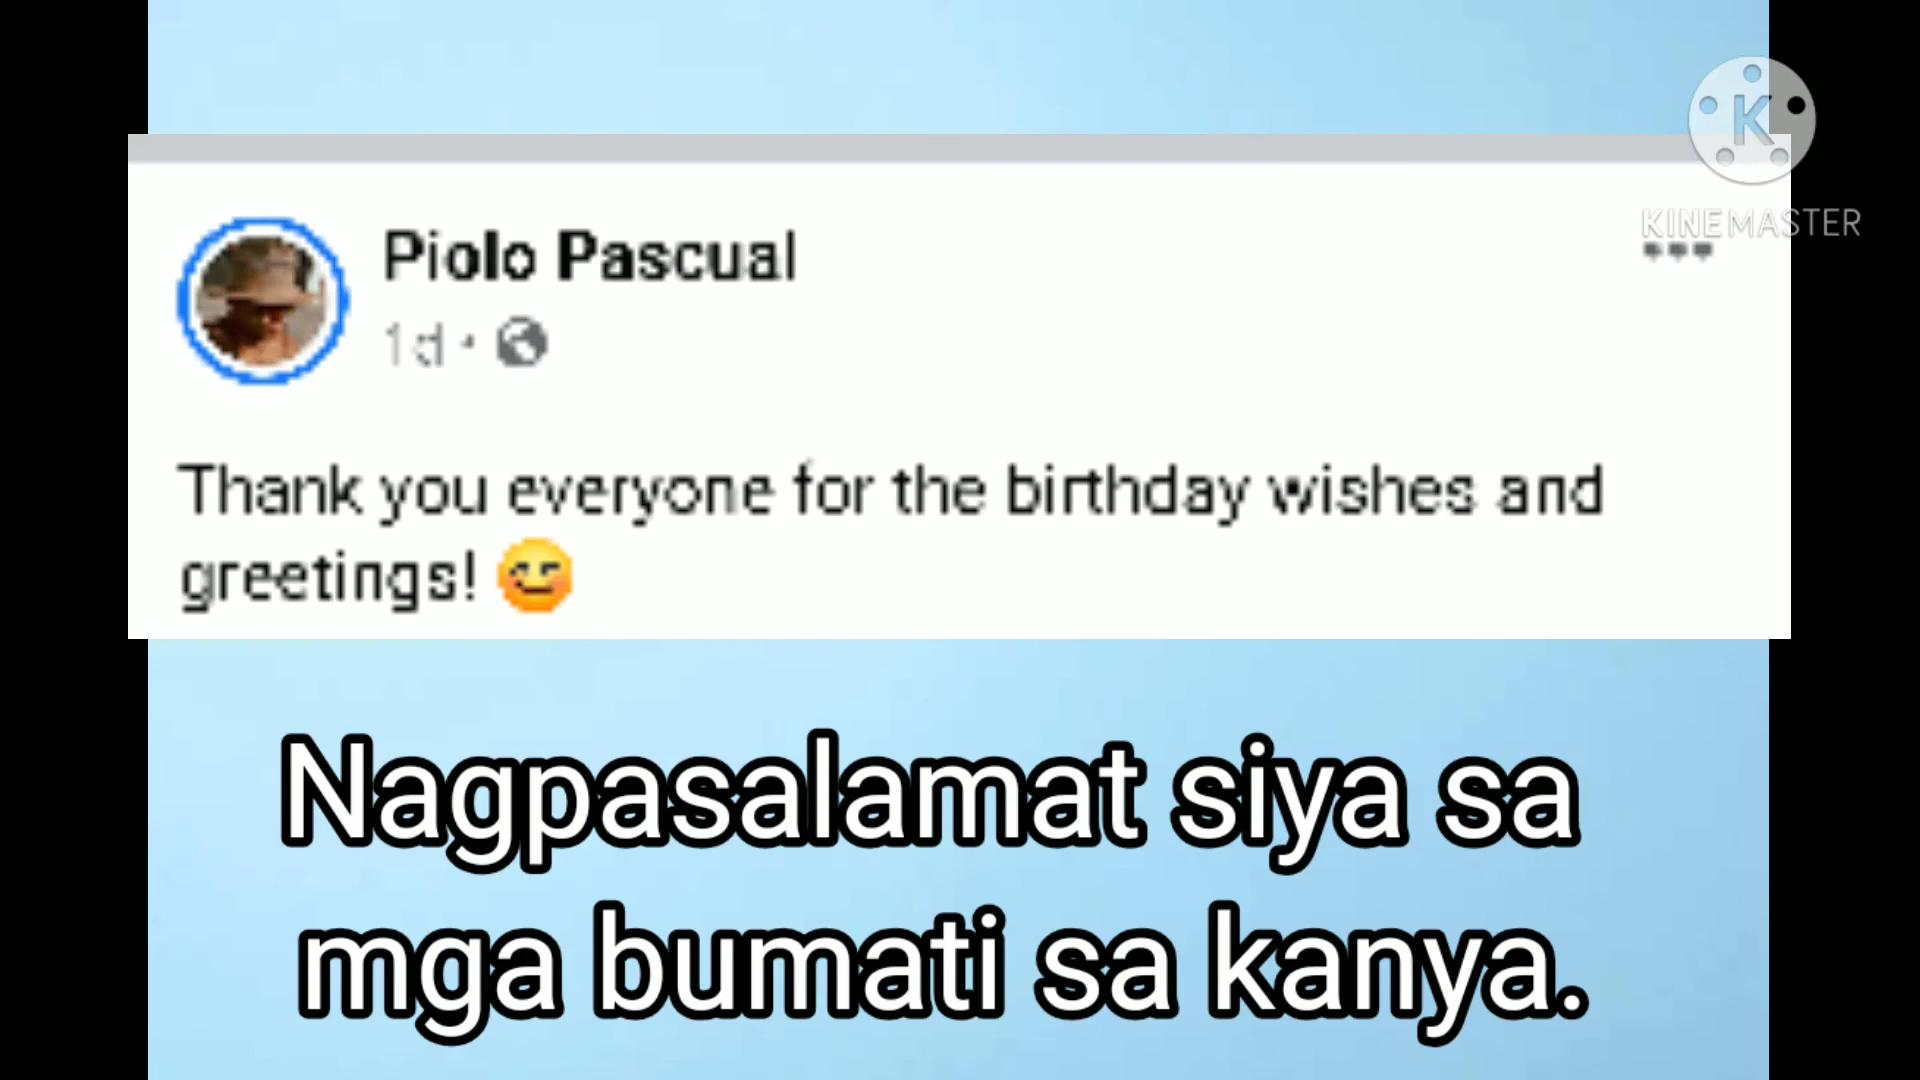 K
KINEMASTER
Piolo Pascual
1d ·
Thank you everyone for the birthday wishes and
greetings! 😊
Nagpasalamat siya sa
mga bumati sa kanya.